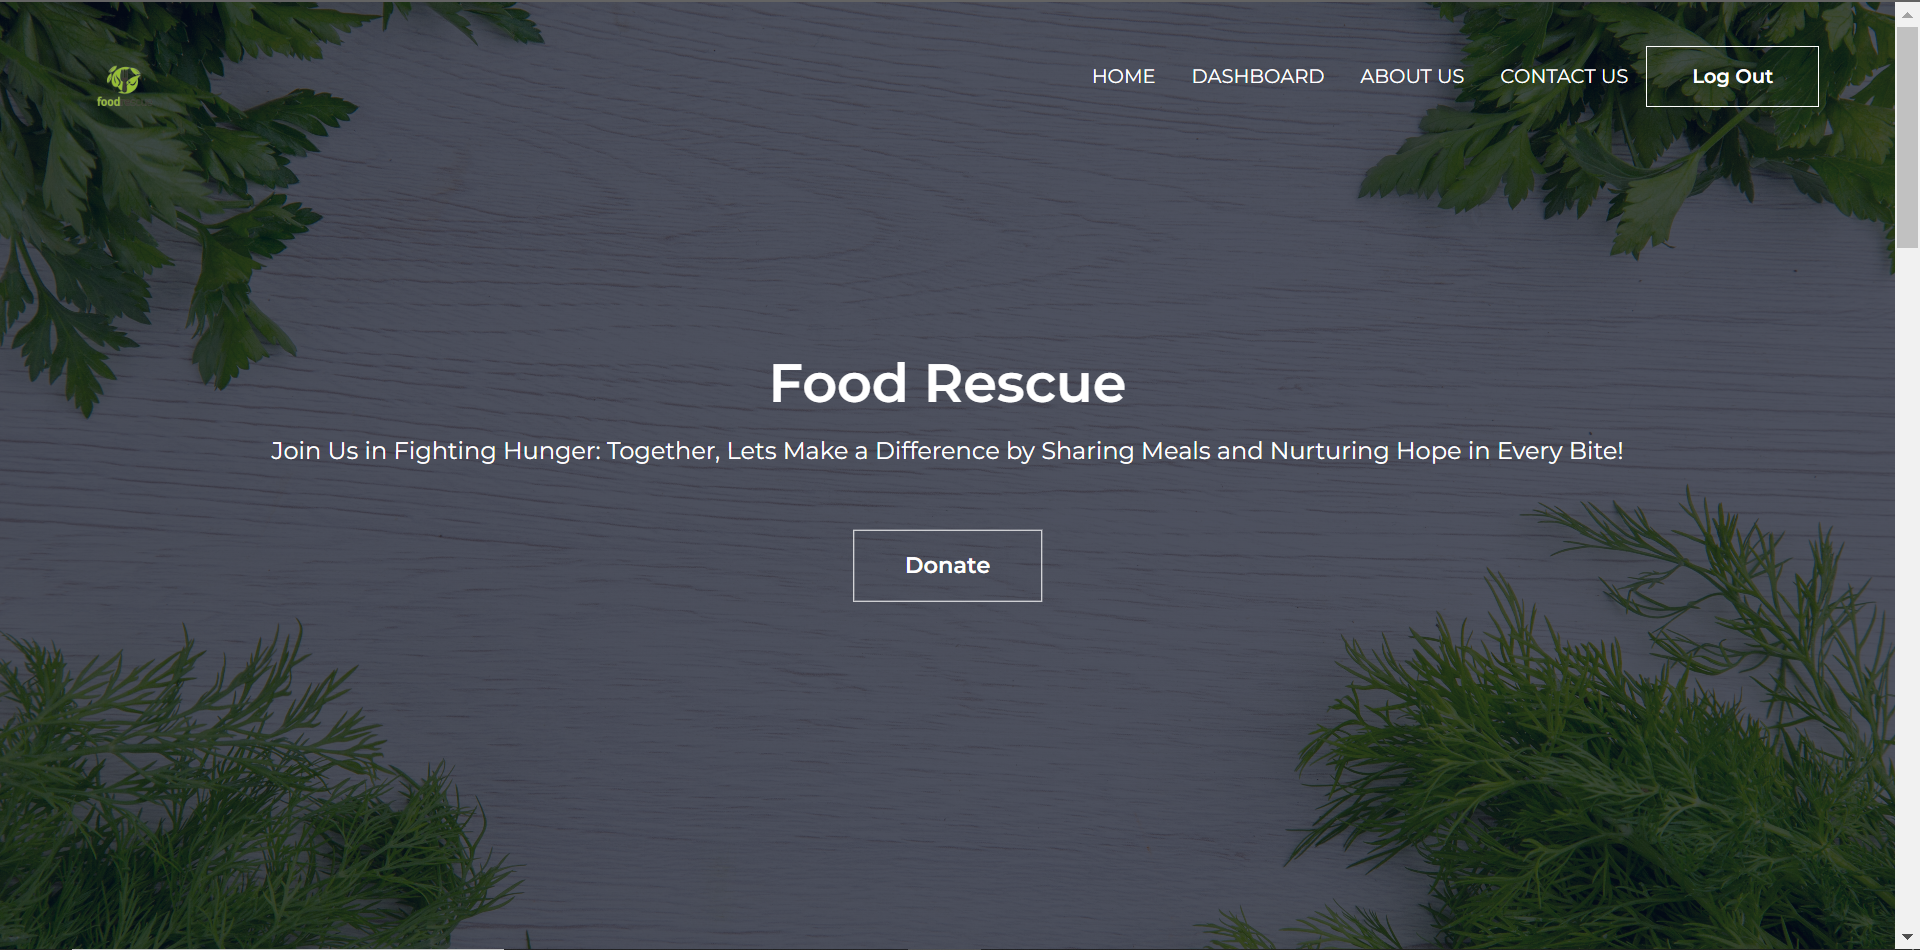 food
HOME DASHBOARD ABOUT US CONTACT US Log Out
Food Rescue
Join Us in Fighting Hunger: Together, Lets Make a Difference by Sharing Meals and Nurturing Hope in Every Bite!
Donate